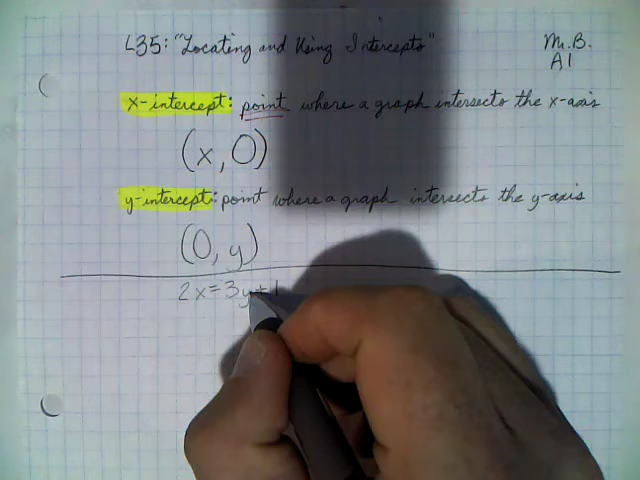 L35: "Locating and Using Intercepts"
M.B.
A1
x-intercept: point where a graph intersects the x-axis
(x, 0)
y-intercept: point where a graph intersects the y-axis
(0, y)
2x=3y+1